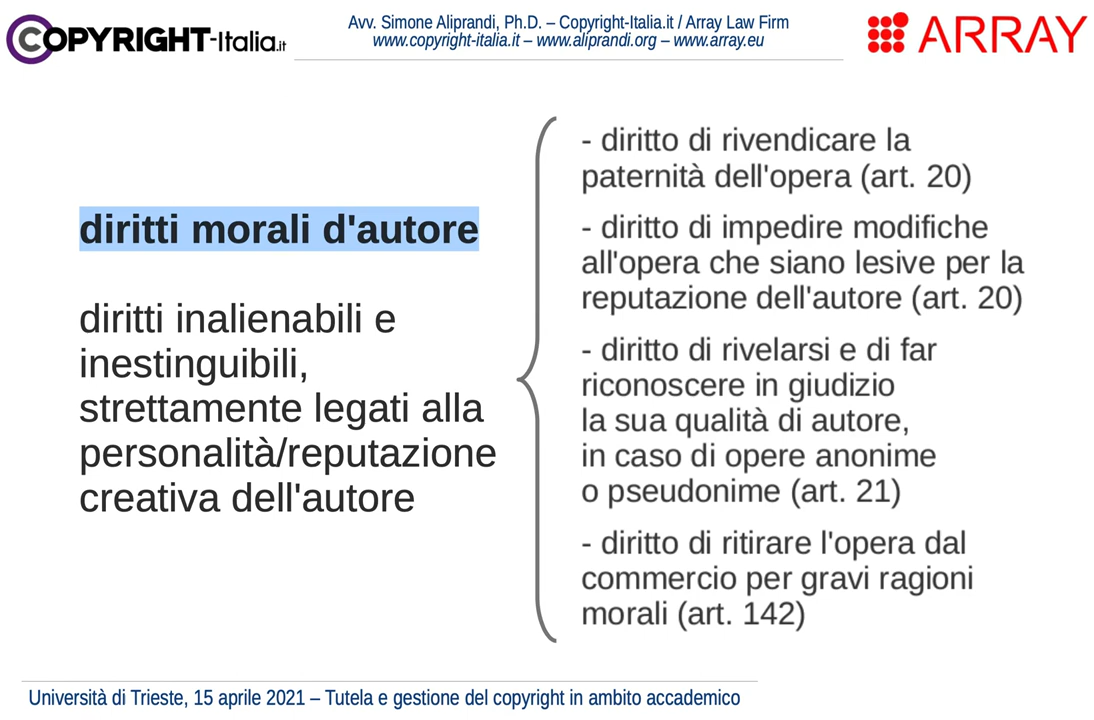 COPYRIGHT-Italia.it
Avv. Simone Aliprandi, Ph.D. – Copyright-Italia.it / Array Law Firm
www.copyright-italia.it – www.aliprandi.org – www.array.eu
ARRAY
diritti morali d'autore
diritti inalienabili e
inestinguibili,
strettamente legati alla
personalità/reputazione
creativa dell'autore
- diritto di rivendicare la
paternità dell'opera (art. 20)
- diritto di impedire modifiche
all'opera che siano lesive per la
reputazione dell'autore (art. 20)
- diritto di rivelarsi e di far
riconoscere in giudizio
la sua qualità di autore,
in caso di opere anonime
o pseudonime (art. 21)
- diritto di ritirare l'opera dal
commercio per gravi ragioni
morali (art. 142)
Università di Trieste, 15 aprile 2021 – Tutela e gestione del copyright in ambito accademico